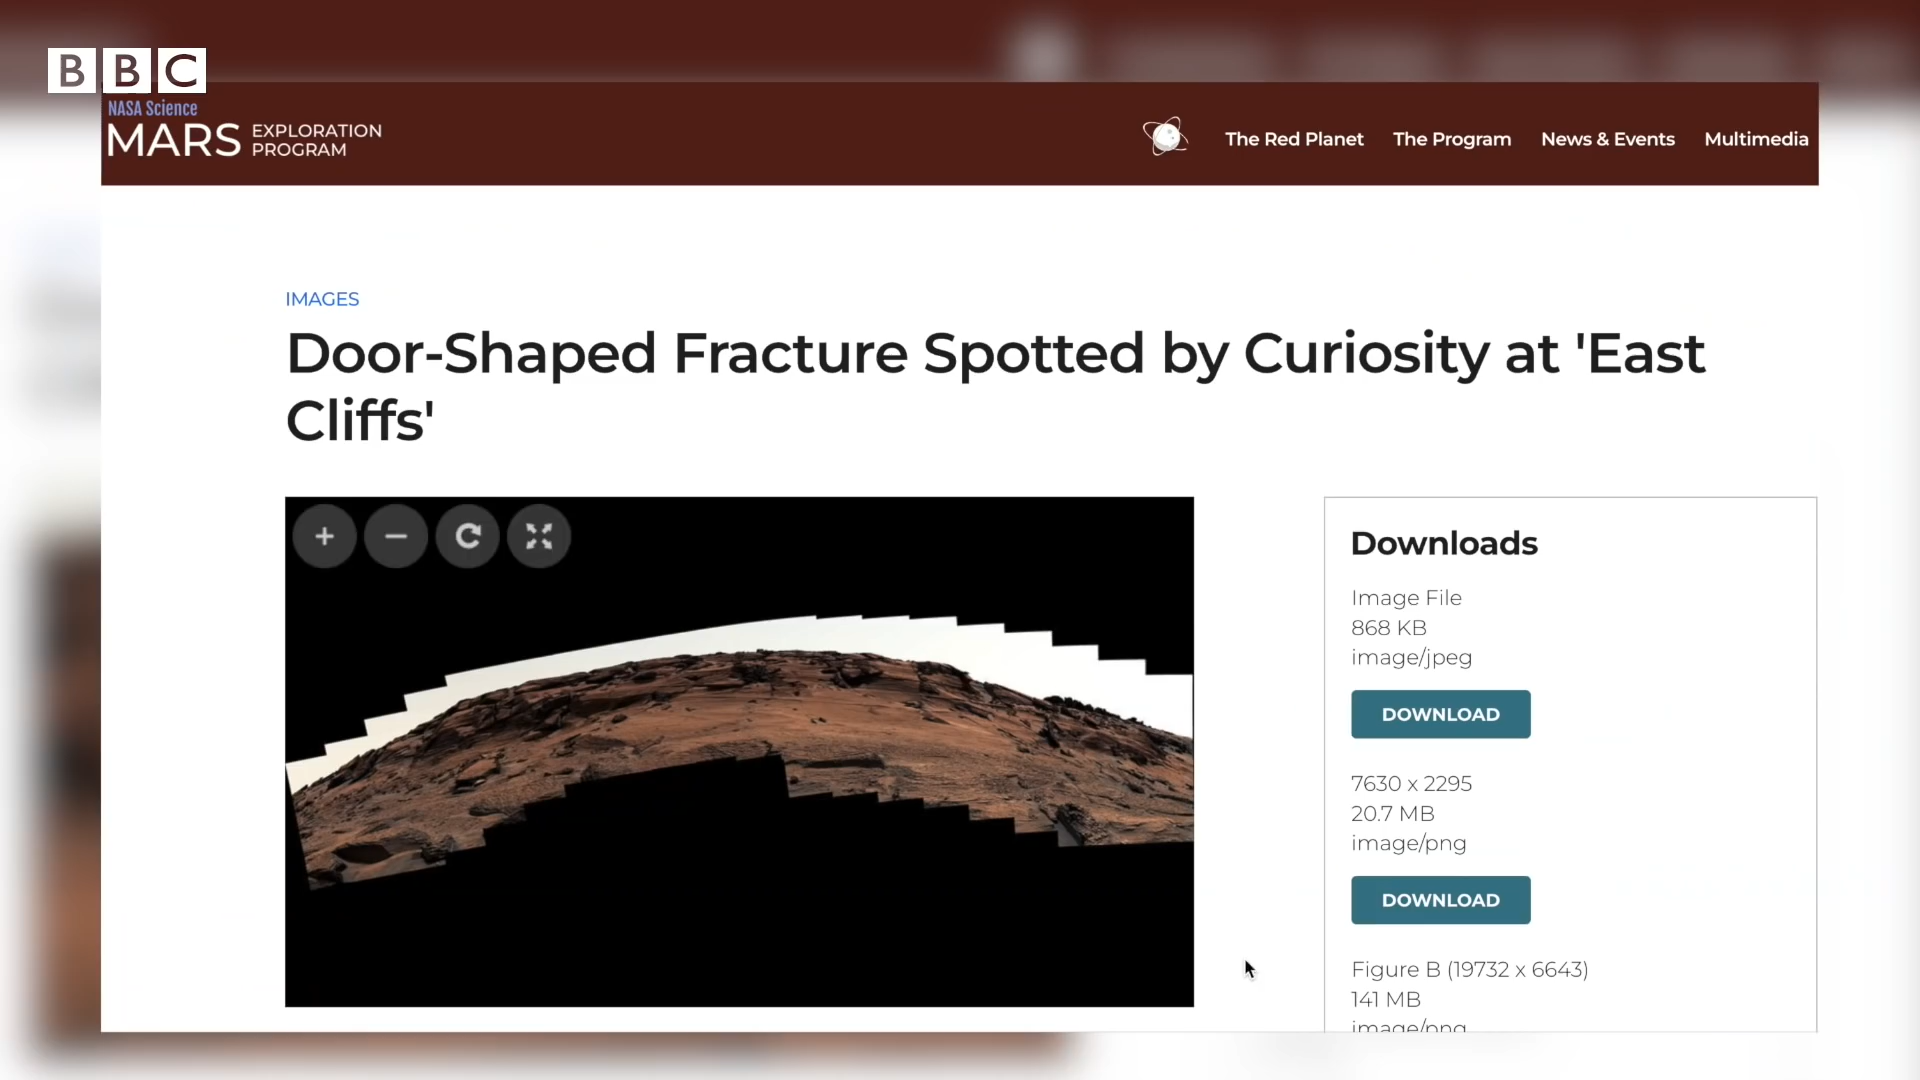 BBC
NASA Science
MARS EXPLORATION PROGRAM
The Red Planet The Program News & Events Multimedia
IMAGES
Door-Shaped Fracture Spotted by Curiosity at 'East
Cliffs'
Downloads
Image File
868 KB
image/jpeg
DOWNLOAD
7630 x 2295
20.7 MB
image/png
DOWNLOAD
Figure B (19732 x 6643)
141 MB
image/png